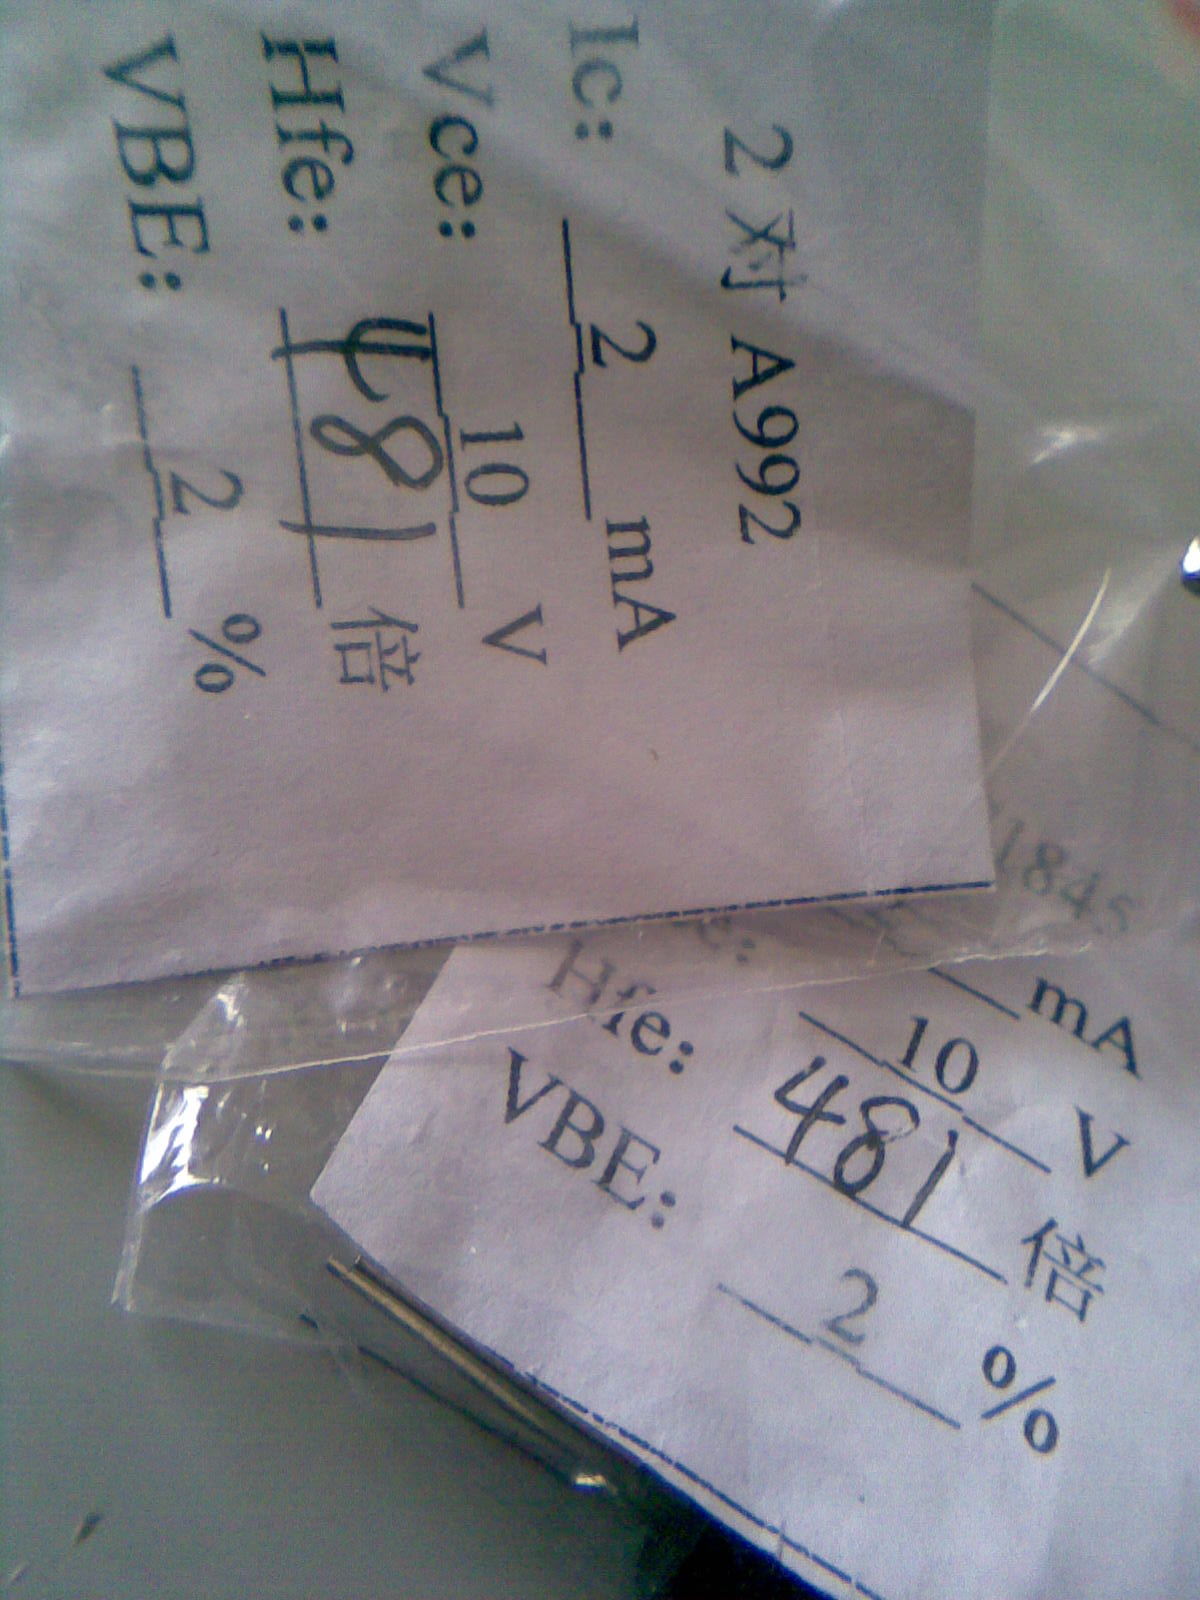 2对 A992
Ic: 2 mA
Vce: 10 V
Hfe: 481 倍
VBE: 2 %
1845
mA
10 V
Hfe: 481 倍
VBE: 2 %